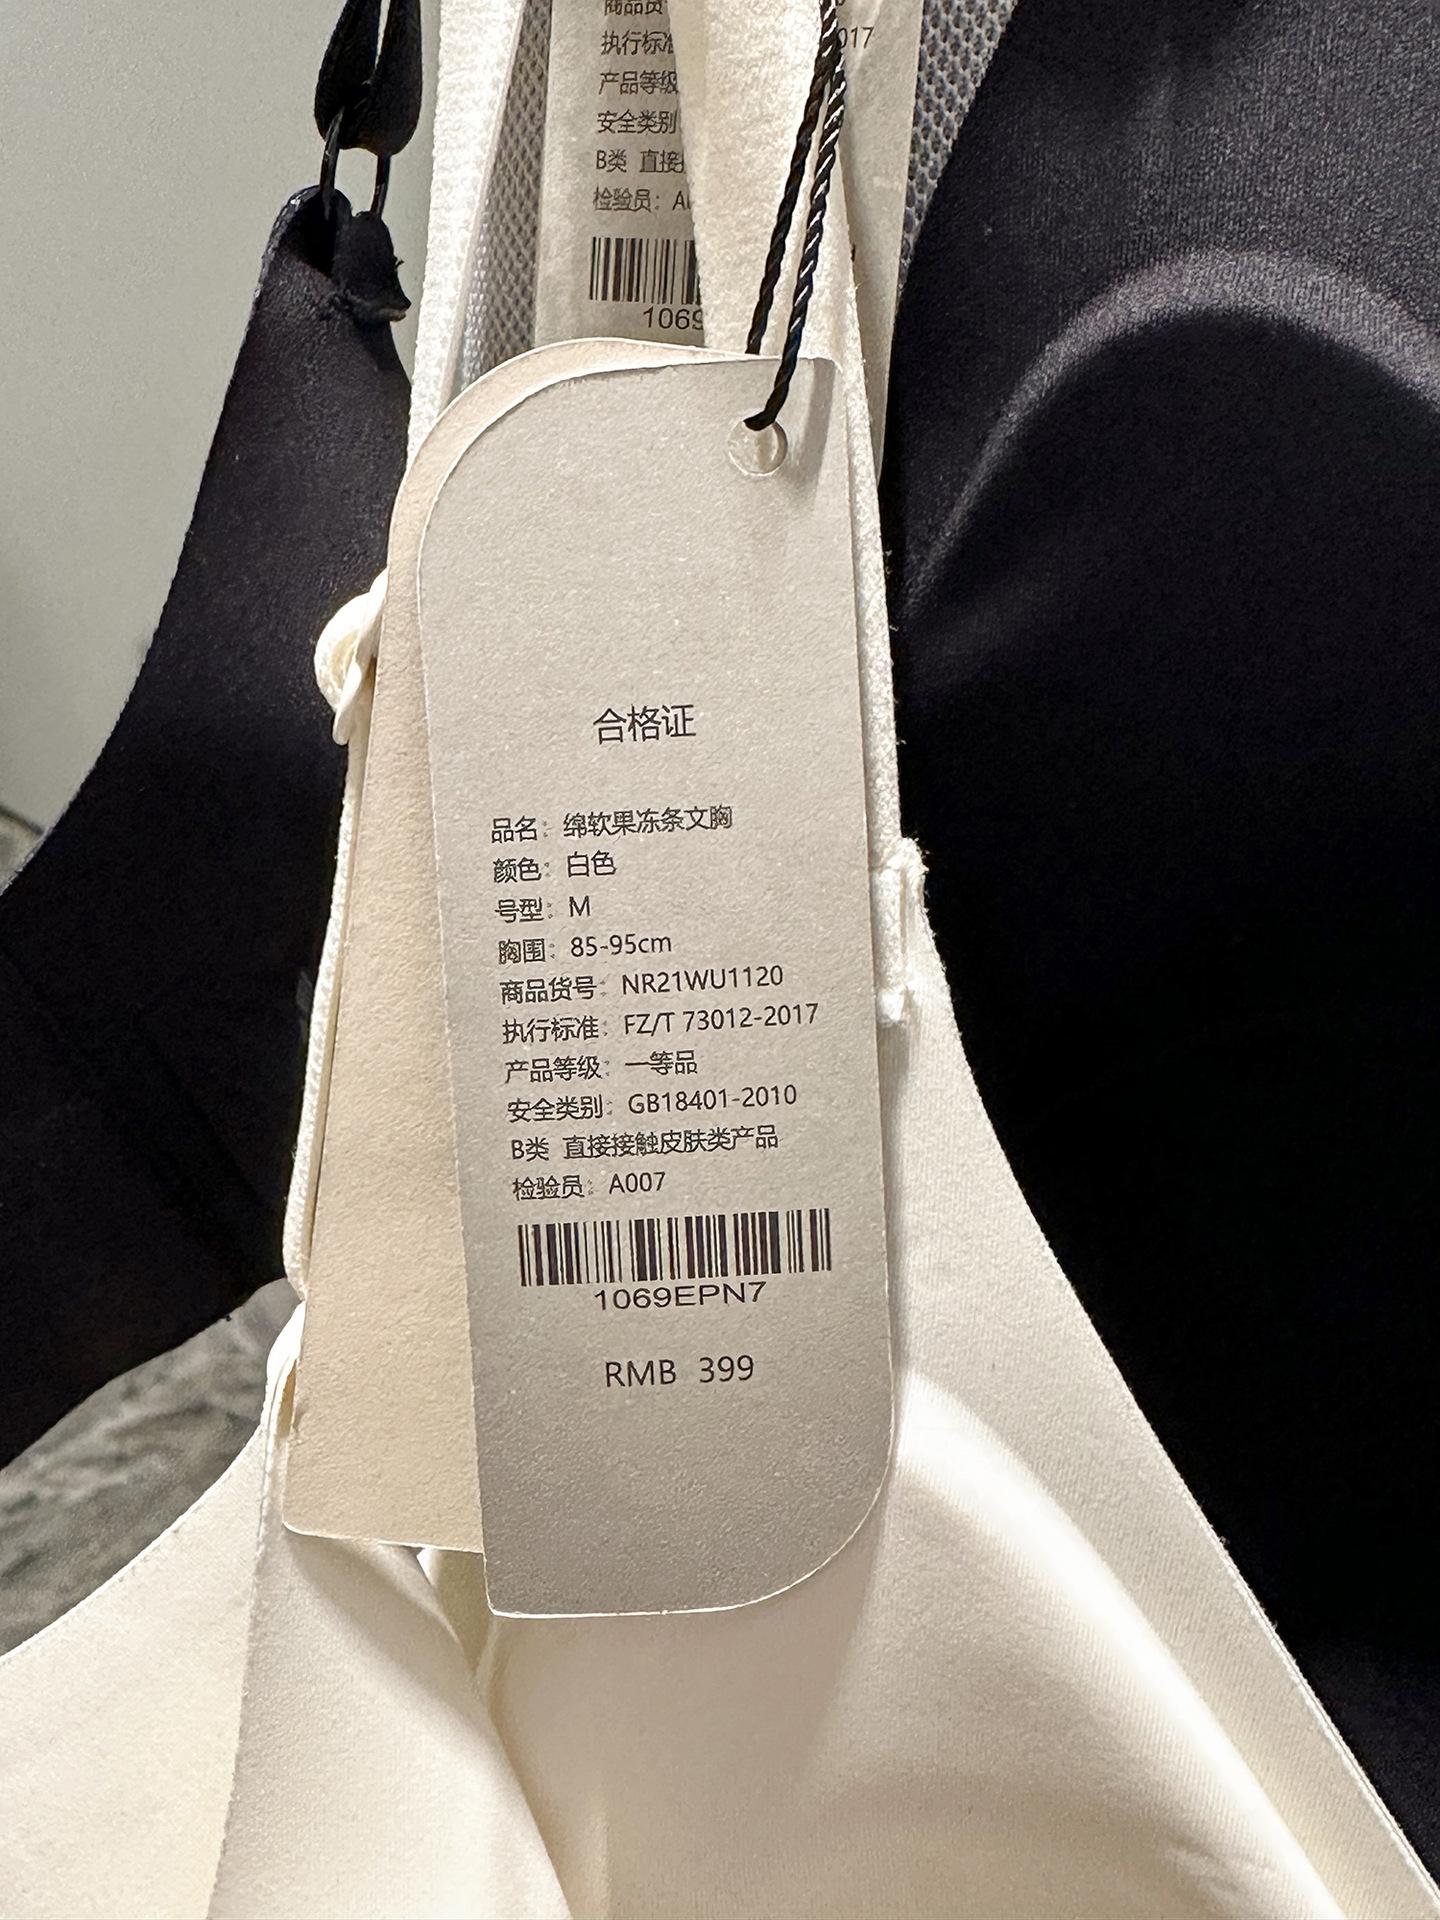 商品货
执行标准
017
产品等级
安全类别
B类 直接
检验员：A
1069
合格证
品名：绵软果冻条文胸
颜色：白色
号型：M
胸围：85-95cm
商品货号：NR21WU1120
执行标准：FZ/T 73012-2017
产品等级：一等品
安全类别：GB18401-2010
B类 直接接触皮肤类产品
检验员：A007
1069EPN7
RMB 399